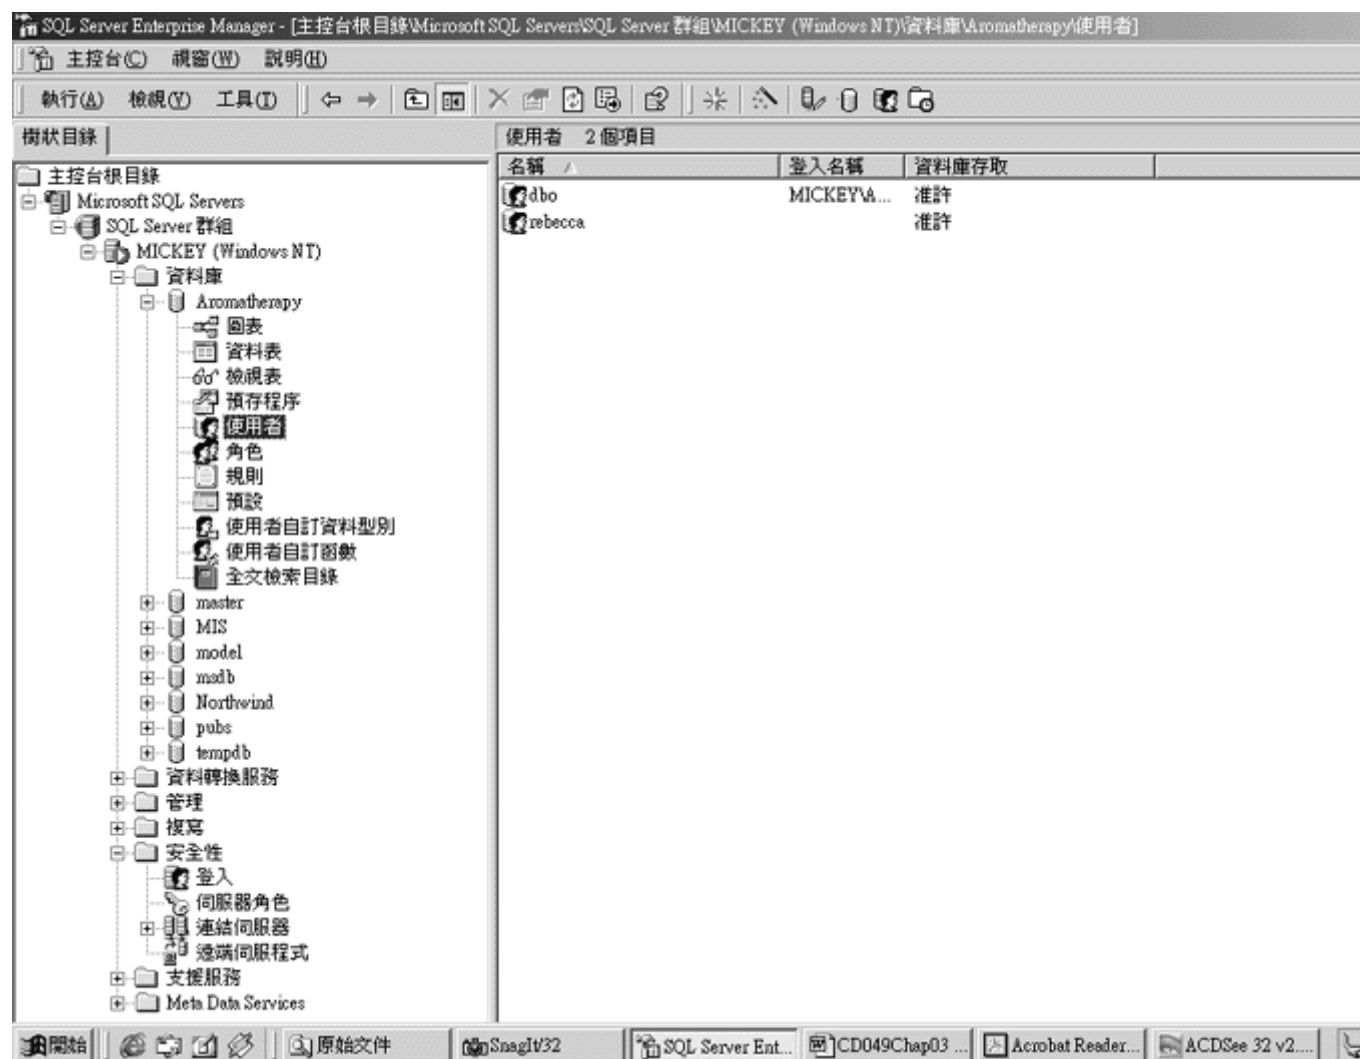 SQL Server Enterprise Manager - [主控台根目錄\Microsoft SQL Servers\SQL Server 群組\MICKEY (Windows NT)\資料庫\Aromatherapy\使用者]
主控台(C) 視窗(W) 說明(H)
執行(A) 檢視(V) 工具(T)
樹狀目錄
使用者 2 個項目
名稱 登入名稱 資料庫存取
dbo MICKEY\A... 准許
rebecca 准許
主控台根目錄
Microsoft SQL Servers
SQL Server 群組
MICKEY (Windows NT)
資料庫
Aromatherapy
圖表
資料表
檢視表
預存程序
使用者
角色
規則
預設
使用者自訂資料型別
使用者自訂函數
全文檢索目錄
master
MIS
model
msdb
Northwind
pubs
tempdb
資料轉換服務
管理
複寫
安全性
登入
伺服器角色
連結伺服器
遠端伺服程式
支援服務
Meta Data Services
開始 原始文件 SnagIt/32 SQL Server Ent... CD049Chap03 ... Acrobat Reader... ACDSee 32 v2....